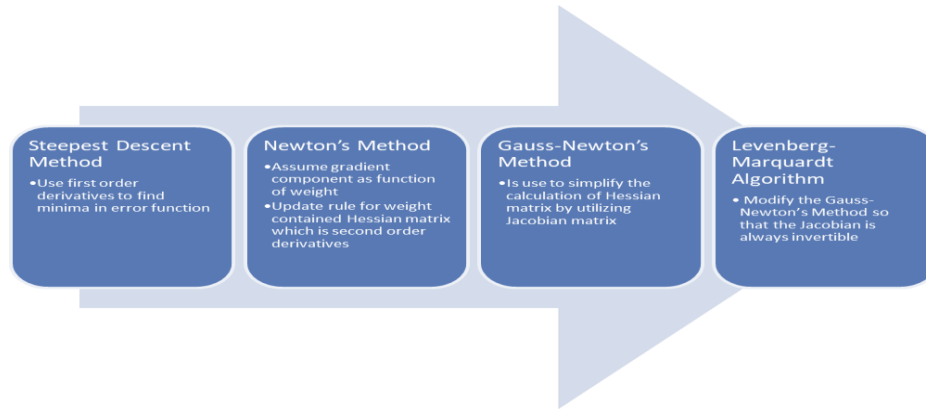 Steepest Descent
Method
•Use first order
derivatives to find
minima in error function
Newton's Method
•Assume gradient
component as function
of weight
•Update rule for weight
contained Hessian matrix
which is second order
derivatives
Gauss-Newton's
Method
•Is use to simplify the
calculation of Hessian
matrix by utilizing
Jacobian matrix
Levenberg-
Marquardt
Algorithm
• Modify the Gauss-
Newton's Method so
that the Jacobian is
always invertible